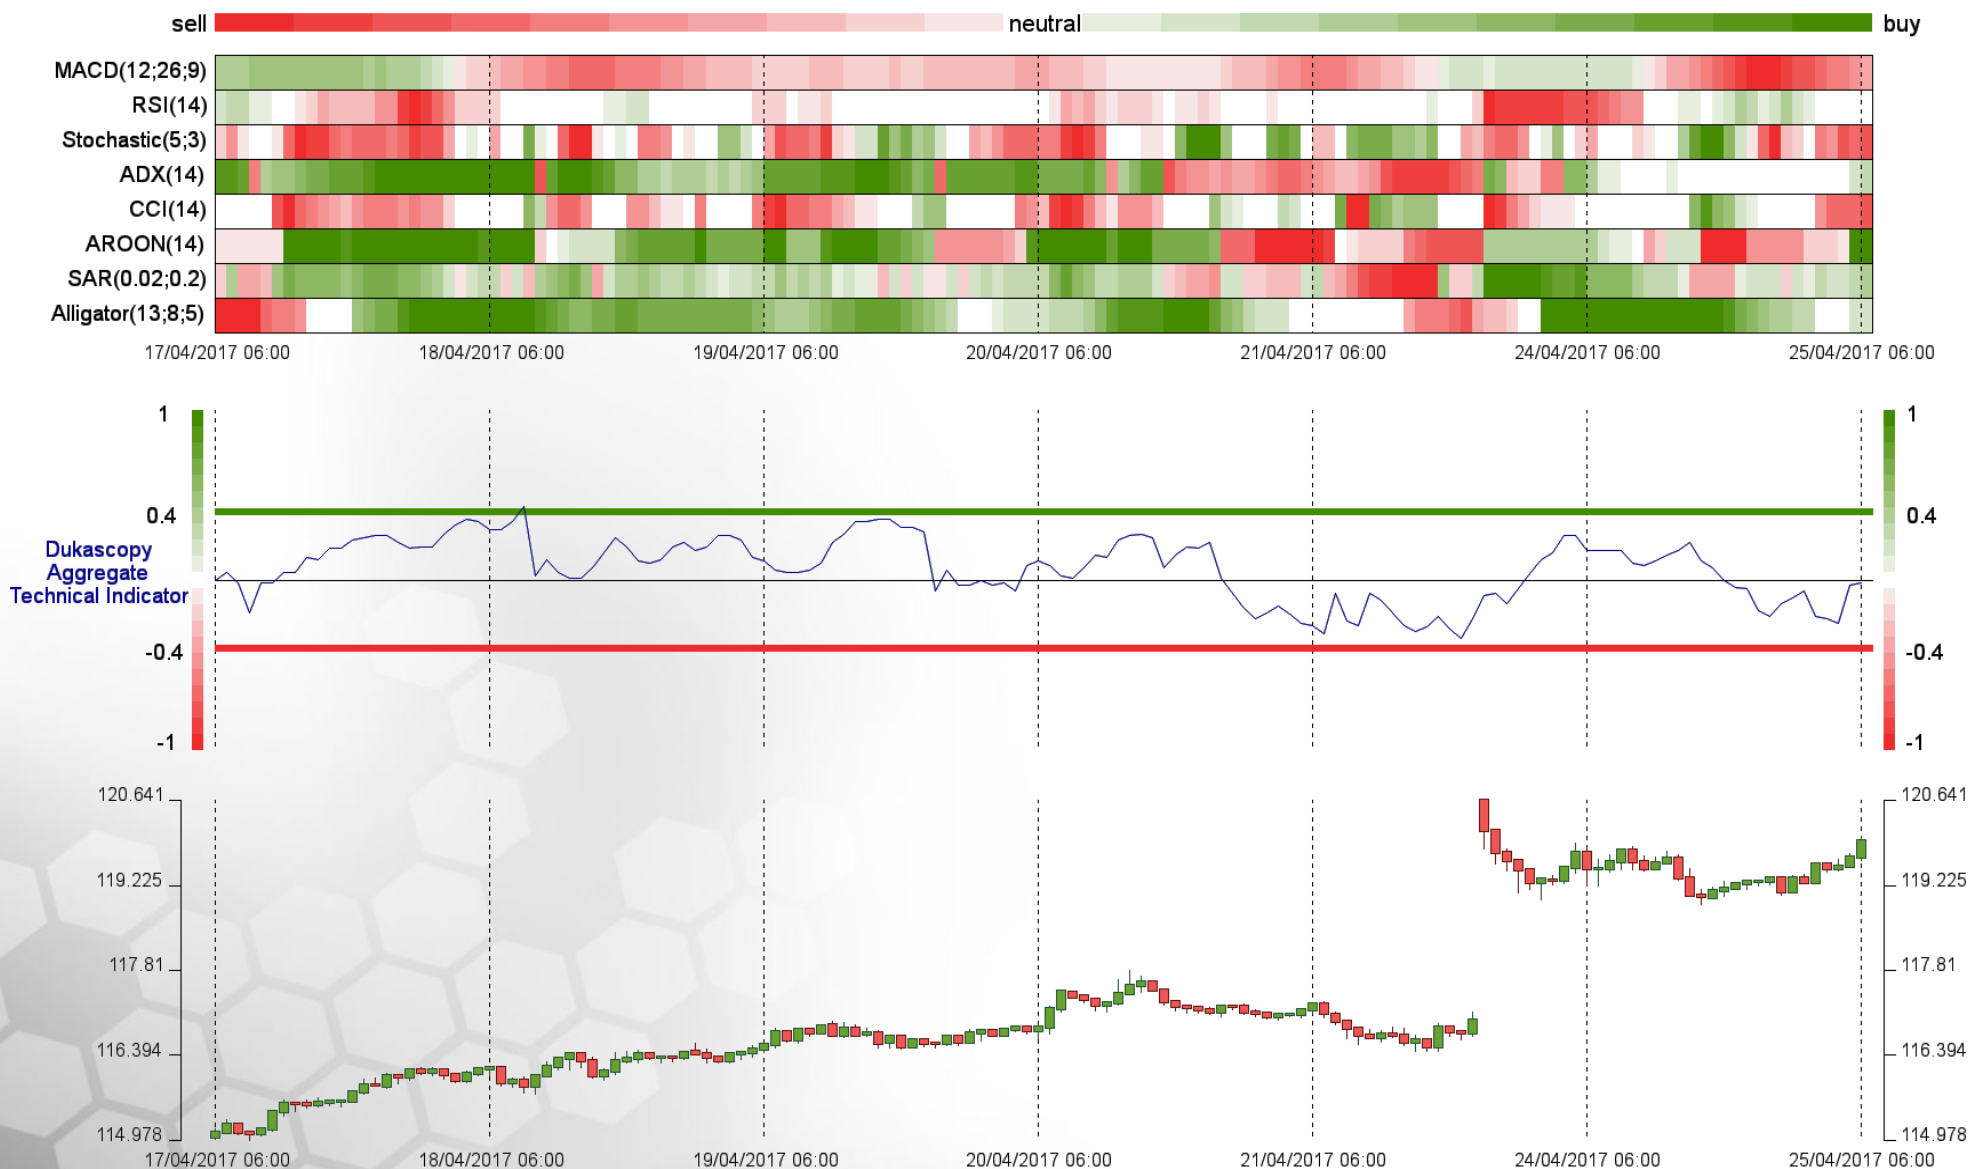 sell neutral buy
MACD(12;26;9)
RSI(14)
Stochastic(5;3)
ADX(14)
CCI(14)
AROON(14)
SAR(0.02;0.2)
Alligator(13;8;5)
17/04/2017 06:00 18/04/2017 06:00 19/04/2017 06:00 20/04/2017 06:00 21/04/2017 06:00 24/04/2017 06:00 25/04/2017 06:00
1 1
0.4 0.4
Dukascopy
Aggregate
Technical Indicator
-0.4 -0.4
-1 -1
120.641 120.641
119.225 119.225
117.81 117.81
116.394 116.394
114.978 114.978
17/04/2017 06:00 18/04/2017 06:00 19/04/2017 06:00 20/04/2017 06:00 21/04/2017 06:00 24/04/2017 06:00 25/04/2017 06:00